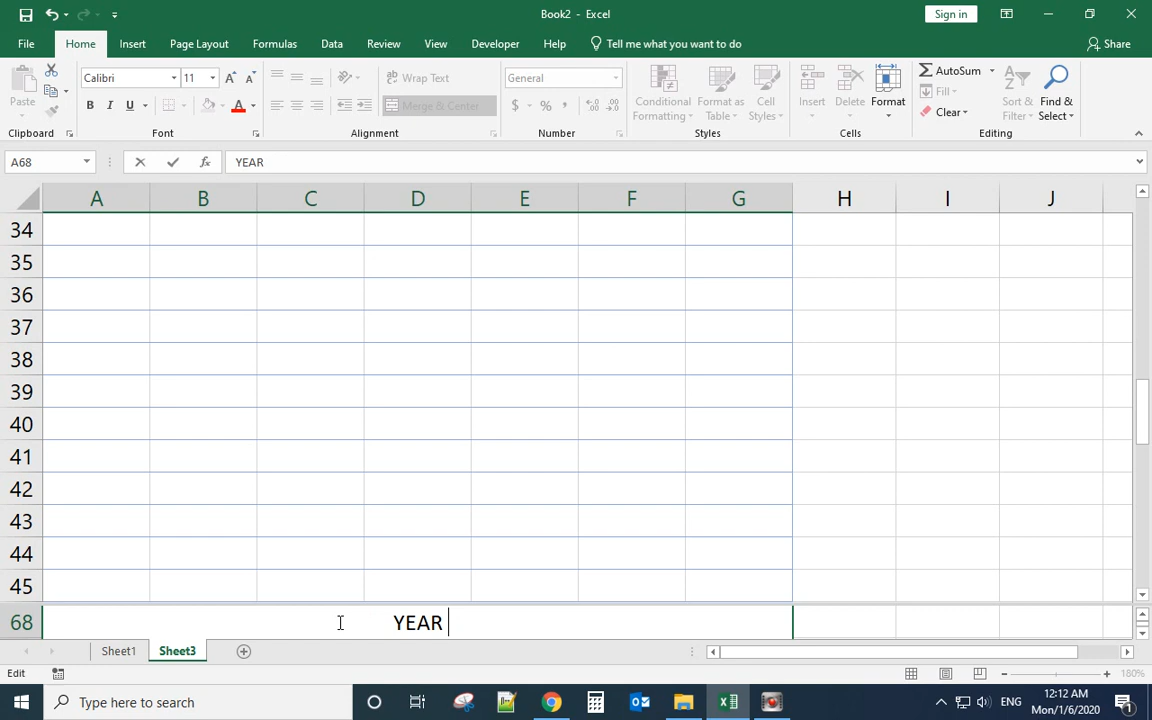 Book2 - Excel
Sign in
File Home Insert Page Layout Formulas Data Review View Developer Help Tell me what you want to do Share
Paste
Calibri 11
B I U A
Wrap Text
Merge & Center
General
$ % ,
Conditional Formatting
Format as Table
Cell Styles
Insert Delete Format
AutoSum
Fill
Clear
Sort & Filter
Find & Select
Clipboard Font Alignment Number Styles Cells Editing
A68 fx YEAR
A B C D E F G H I J
34
35
36
37
38
39
40
41
42
43
44
45
68 YEAR
Sheet1 Sheet3
Edit 180%
Type here to search
ENG
12:12 AM
Mon/1/6/2020
1